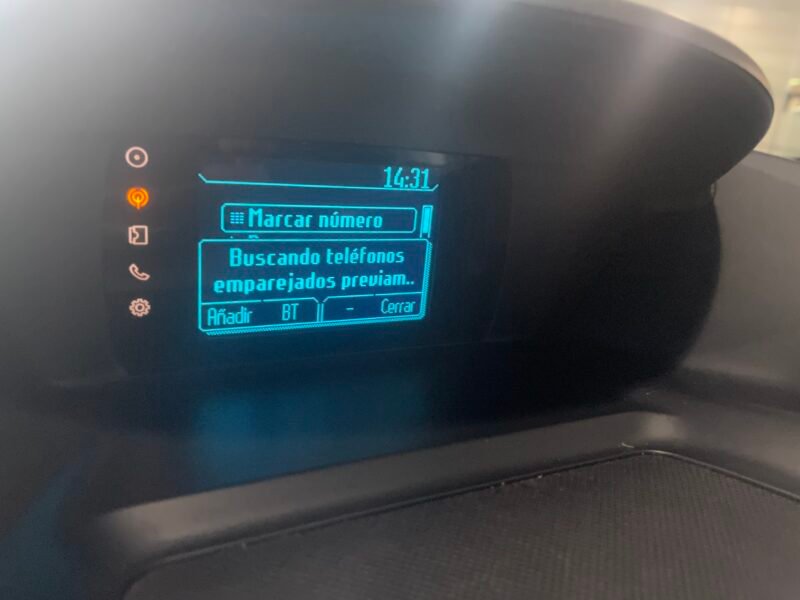 14:31
Marcar número
Buscando teléfonos
emparejados previam..
Añadir BT - Cerrar